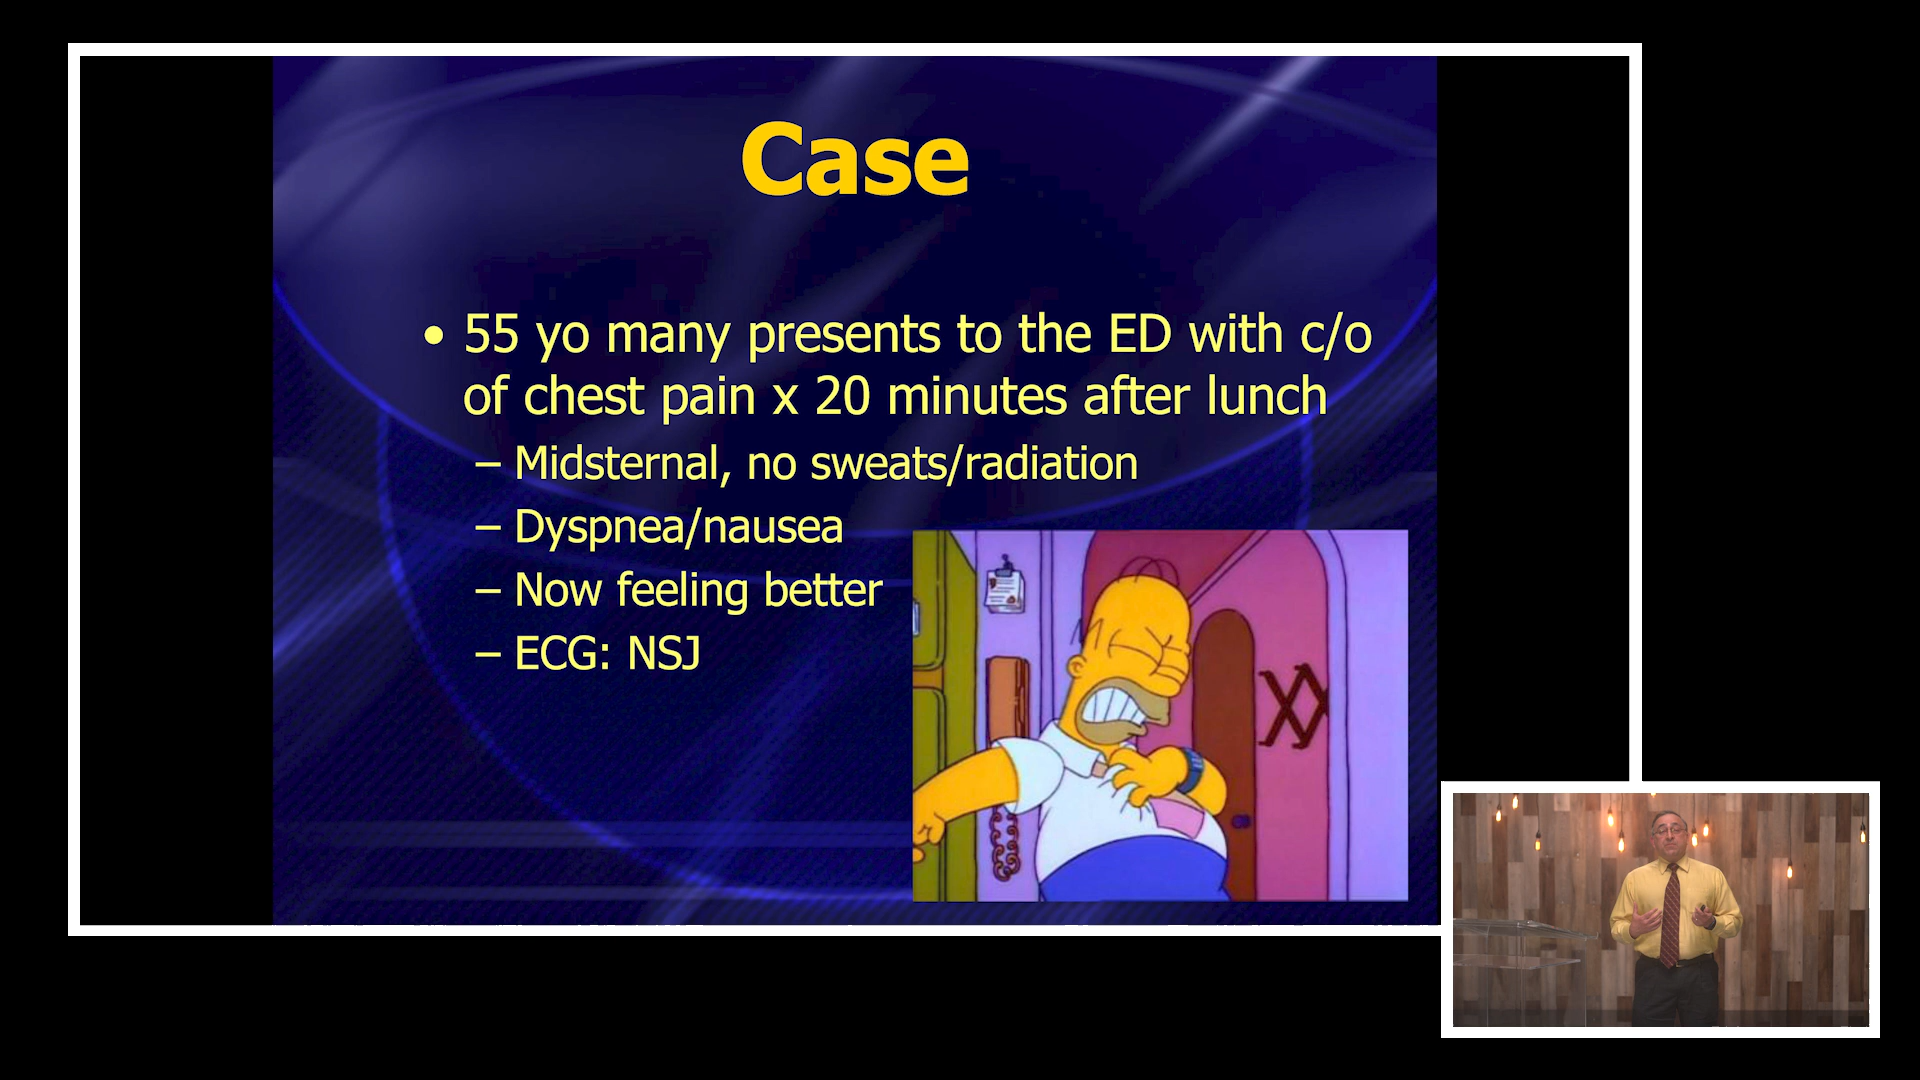 Case
• 55 yo many presents to the ED with c/o
of chest pain x 20 minutes after lunch
– Midsternal, no sweats/radiation
– Dyspnea/nausea
– Now feeling better
– ECG: NSJ